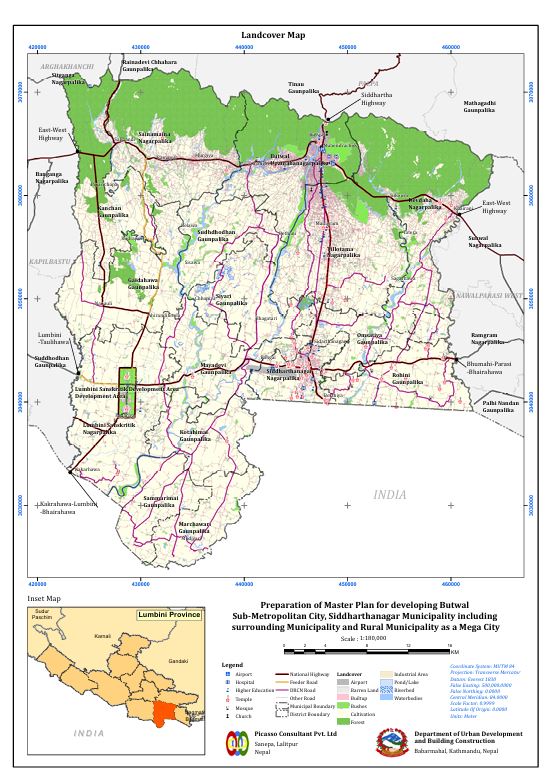 Landcover Map
420000
430000
440000
450000
460000
ARGHAKHANCHI
Rainadevi Chhahara
Gaunpalika
Sitganga
Nagarpalika
Tinau
Gaunpalika
PALPA
Siddhartha
Highway
Mathagadhi
Gaunpalika
3070000
3070000
East-West
Highway
Sainamaina
Nagarpalika
Butwal
Upamahanagarpalika
Banganga
Nagarpalika
3060000
3060000
Kanchan
Gaunpalika
Devdaha
Nagarpalika
East-West
Highway
Sudhdhodhan
Gaunpalika
Tillotama
Nagarpalika
Sunwal
Nagarpalika
KAPILBASTU
Gaidahawa
Gaunpalika
Siyari
Gaunpalika
NAWALPARASI WEST
3050000
3050000
Lumbini
-Taulihawa
Omsatiya
Gaunpalika
Ramgram
Nagarpalika
Suddhodhan
Gaunpalika
Mayadevi
Gaunpalika
Siddharthanagar
Nagarpalika
Rohini
Gaunpalika
Bhumahi-Parasi
-Bhairahawa
Lumbini Sanskritik Development Area
Development Area
3040000
3040000
Palhi Nandan
Gaunpalika
Lumbini Sanskritik
Nagarpalika
Kotahimai
Gaunpalika
Kakarhawa
Kakrahawa-Lumbini
-Bhairahawa
Sammarimai
Gaunpalika
INDIA
3030000
3030000
Marchawari
Gaunpalika
420000
430000
440000
450000
460000
Inset Map
Lumbini Province
Sudur
Paschim
Karnali
Gandaki
INDIA
Preparation of Master Plan for developing Butwal
Sub-Metropolitan City, Siddharthanagar Municipality including
surrounding Municipality and Rural Municipality as a Mega City
Scale : 1:180,000
0
4
8
12
16
KM
Legend
Airport
Hospital
Higher Education
Temple
Mosque
Church
National Highway
Feeder Road
DRCN Road
Other Road
Municipal Boundary
District Boundary
Landcover
Airport
Barren Land
Builtup
Bushes
Cultivation
Forest
Industrial Area
Pond/Lake
Riverbed
Waterbodies
Coordinate System: MUTM 84
Projection: Transverse Mercator
Datum: Everest 1830
False Easting: 500,000.0000
False Northing: 0.0000
Central Meridian: 84.0000
Scale Factor: 0.9999
Latitude Of Origin: 0.0000
Units: Meter
Picasso Consultant Pvt. Ltd
Sanepa, Lalitpur
Nepal
Department of Urban Development
and Building Construction
Babarmahal, Kathmandu, Nepal